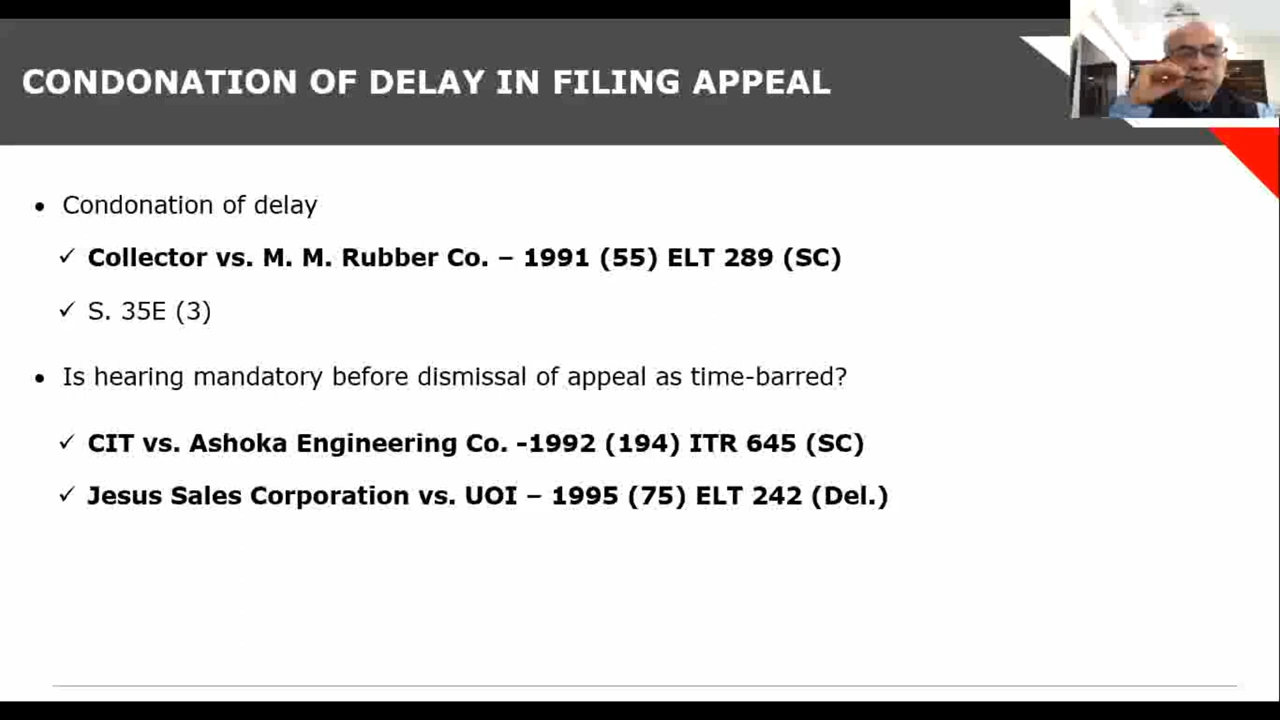 CONDONATION OF DELAY IN FILING APPEAL
• Condonation of delay
✓ Collector vs. M. M. Rubber Co. – 1991 (55) ELT 289 (SC)
✓ S. 35E (3)
• Is hearing mandatory before dismissal of appeal as time-barred?
✓ CIT vs. Ashoka Engineering Co. -1992 (194) ITR 645 (SC)
✓ Jesus Sales Corporation vs. UOI – 1995 (75) ELT 242 (Del.)